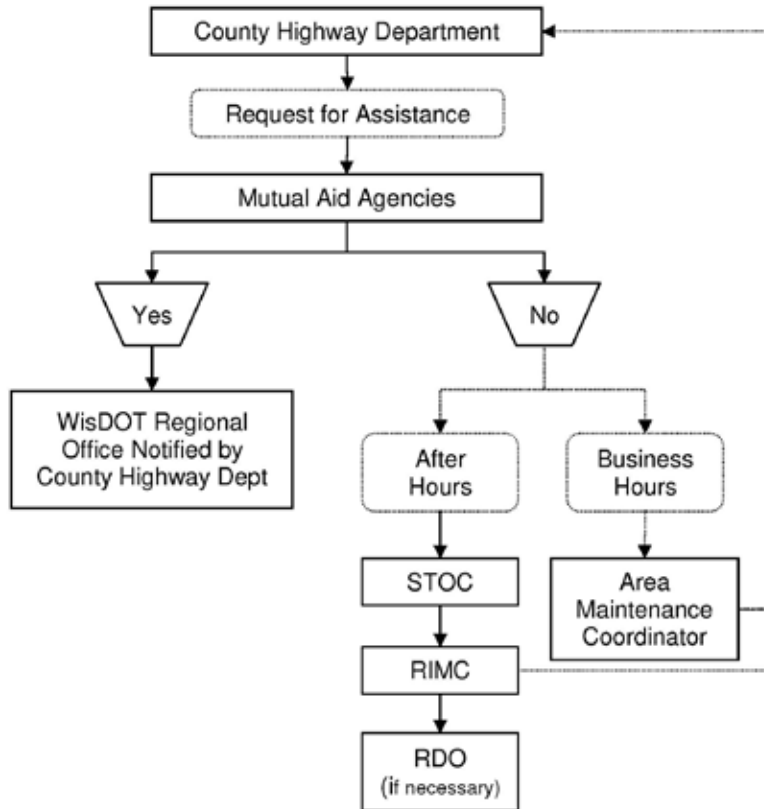 County Highway Department
Request for Assistance
Mutual Aid Agencies
Yes
No
WisDOT Regional
Office Notified by
County Highway Dept
After
Hours
Business
Hours
STOC
Area
Maintenance
Coordinator
RIMC
RDO
(if necessary)